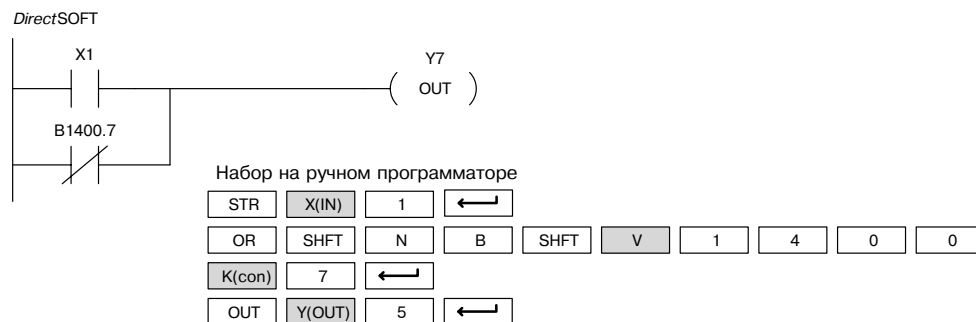 DirectSOFT
X1
Y7
OUT
B1400.7
Набор на ручном программаторе
STR X(IN) 1
OR SHFT N B SHFT V 1 4 0 0
K(con) 7
OUT Y(OUT) 5